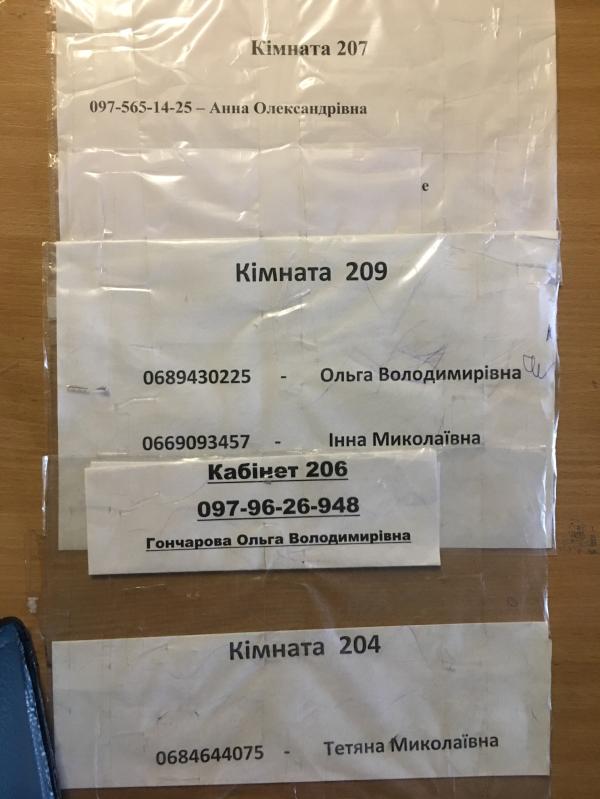 Кімната 207
097-565-14-25 – Анна Олександрівна
е
Кімната 209
0689430225 - Ольга Володимирівна
0669093457 - Інна Миколаївна
Кабінет 206
097-96-26-948
Гончарова Ольга Володимирівна
Кімната 204
0684644075 - Тетяна Миколаївна